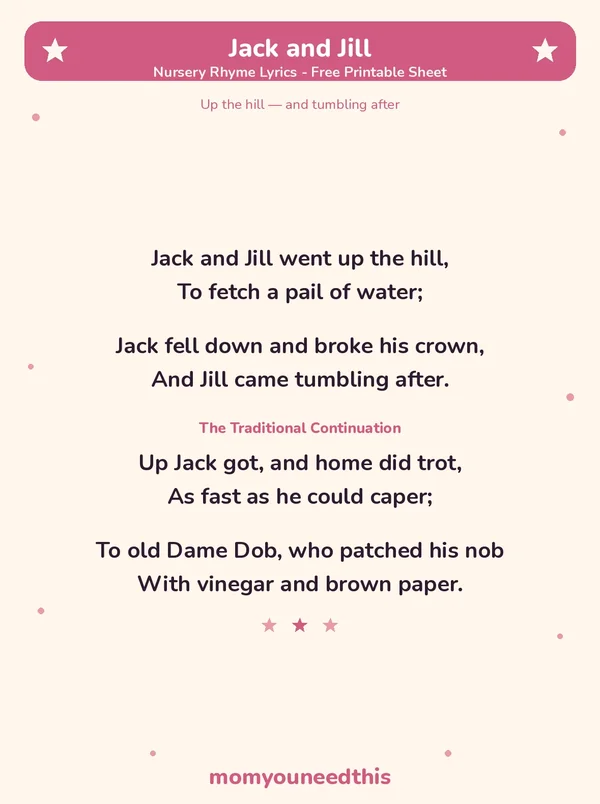 Jack and Jill
Nursery Rhyme Lyrics - Free Printable Sheet
Up the hill — and tumbling after
Jack and Jill went up the hill,
To fetch a pail of water;
Jack fell down and broke his crown,
And Jill came tumbling after.
The Traditional Continuation
Up Jack got, and home did trot,
As fast as he could caper;
To old Dame Dob, who patched his nob
With vinegar and brown paper.
momyouneedthis